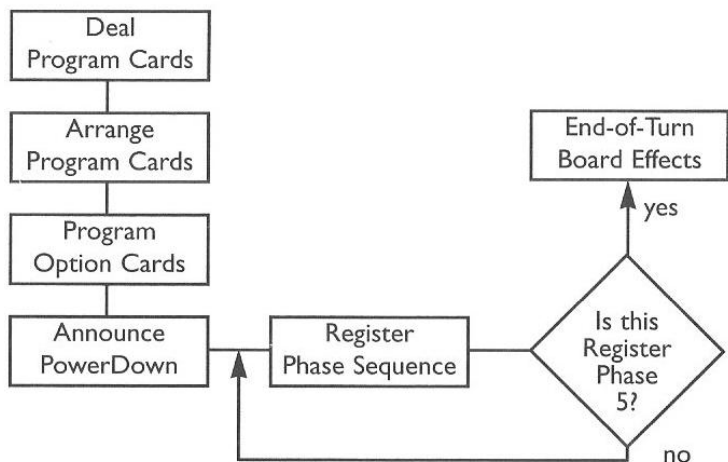 Deal
Program Cards
Arrange
Program Cards
Program
Option Cards
Announce
PowerDown
Register
Phase Sequence
Is this
Register
Phase
5?
yes
End-of-Turn
Board Effects
no